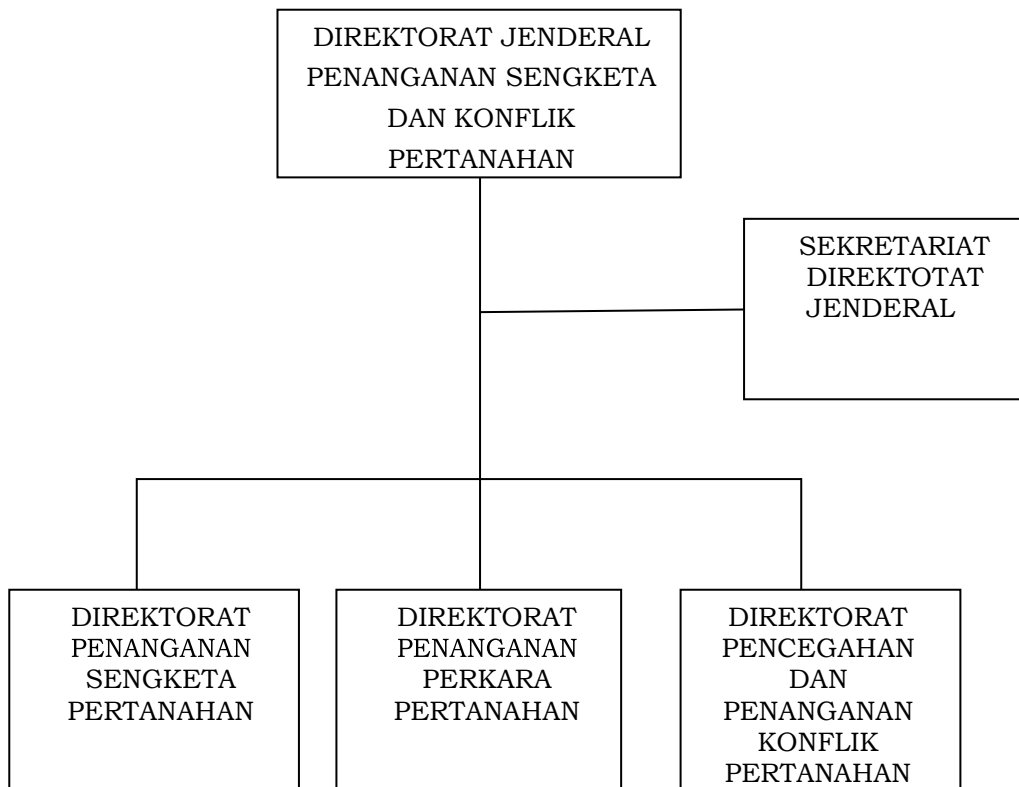 DIREKTORAT JENDERAL
PENANGANAN SENGKETA
DAN KONFLIK
PERTANAHAN
SEKRETARIAT
DIREKTOTAT
JENDERAL
DIREKTORAT
PENANGANAN
SENGKETA
PERTANAHAN
DIREKTORAT
PENANGANAN
PERKARA
PERTANAHAN
DIREKTORAT
PENCEGAHAN
DAN
PENANGANAN
KONFLIK
PERTANAHAN